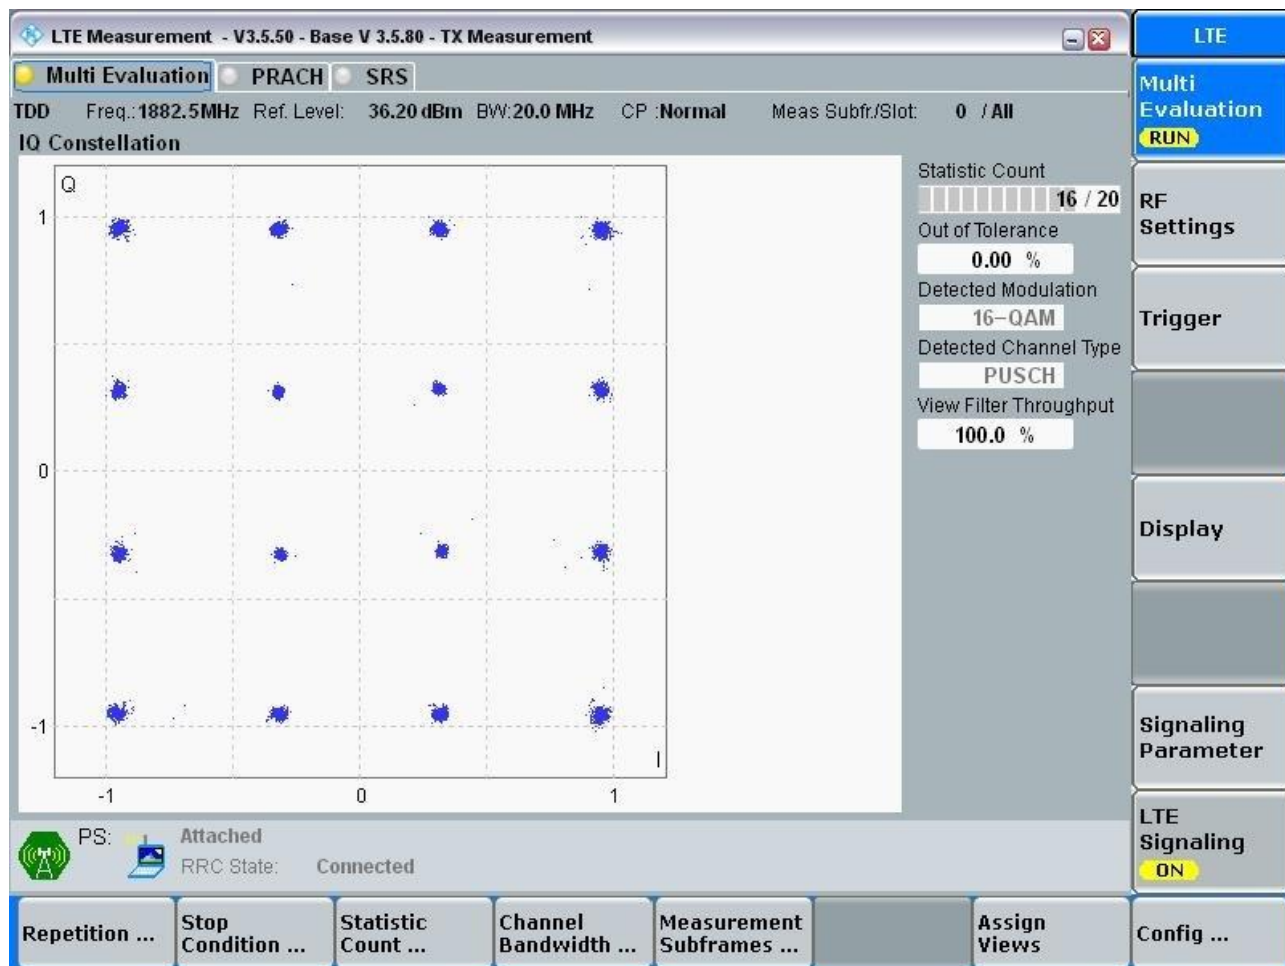 LTE Measurement - V3.5.50 - Base V 3.5.80 - TX Measurement
LTE
Multi Evaluation PRACH SRS
Multi
Evaluation
RUN
TDD Freq.:1882.5MHz Ref. Level: 36.20 dBm BW:20.0 MHz CP :Normal Meas Subfr./Slot: 0 / All
IQ Constellation
Q
1
0
-1
I
-1 0 1
Statistic Count
16 / 20
Out of Tolerance
0.00 %
Detected Modulation
16-QAM
Detected Channel Type
PUSCH
View Filter Throughput
100.0 %
RF
Settings
Trigger
Display
Signaling
Parameter
LTE
Signaling
ON
PS: Attached
RRC State: Connected
Repetition ...
Stop
Condition ...
Statistic
Count ...
Channel
Bandwidth ...
Measurement
Subframes ...
Assign
Views
Config ...